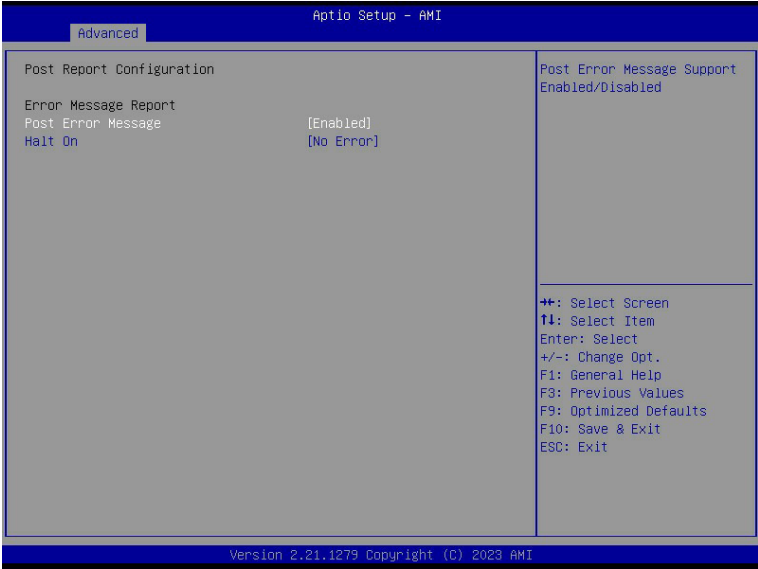 Aptio Setup – AMI
Advanced
Post Report Configuration
Error Message Report
Post Error Message [Enabled]
Halt On [No Error]
Post Error Message Support
Enabled/Disabled
→←: Select Screen
↑↓: Select Item
Enter: Select
+/-: Change Opt.
F1: General Help
F3: Previous Values
F9: Optimized Defaults
F10: Save & Exit
ESC: Exit
Version 2.21.1279 Copyright (C) 2023 AMI